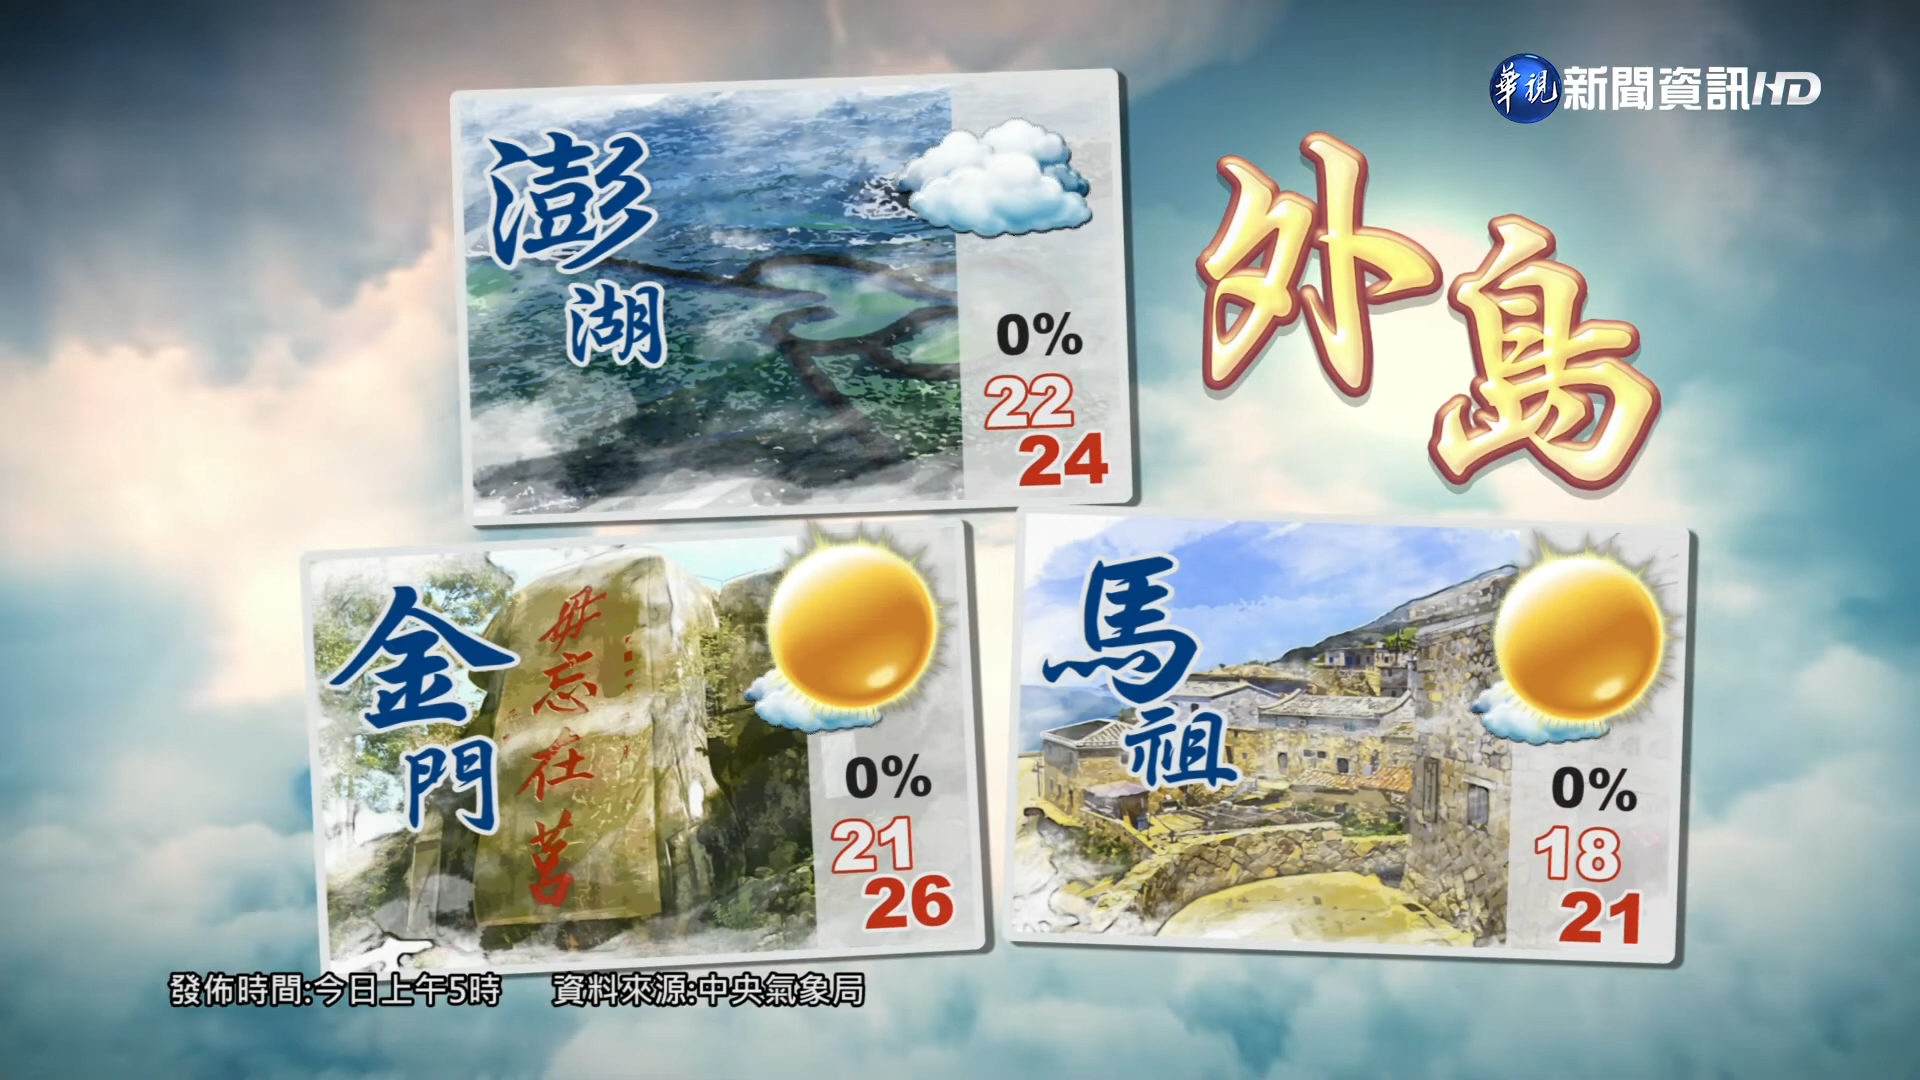 華視新聞資訊HD
外島
澎湖
0%
22
24
金門
毋忘在莒
0%
21
26
馬祖
0%
18
21
發佈時間:今日上午5時 資料來源:中央氣象局